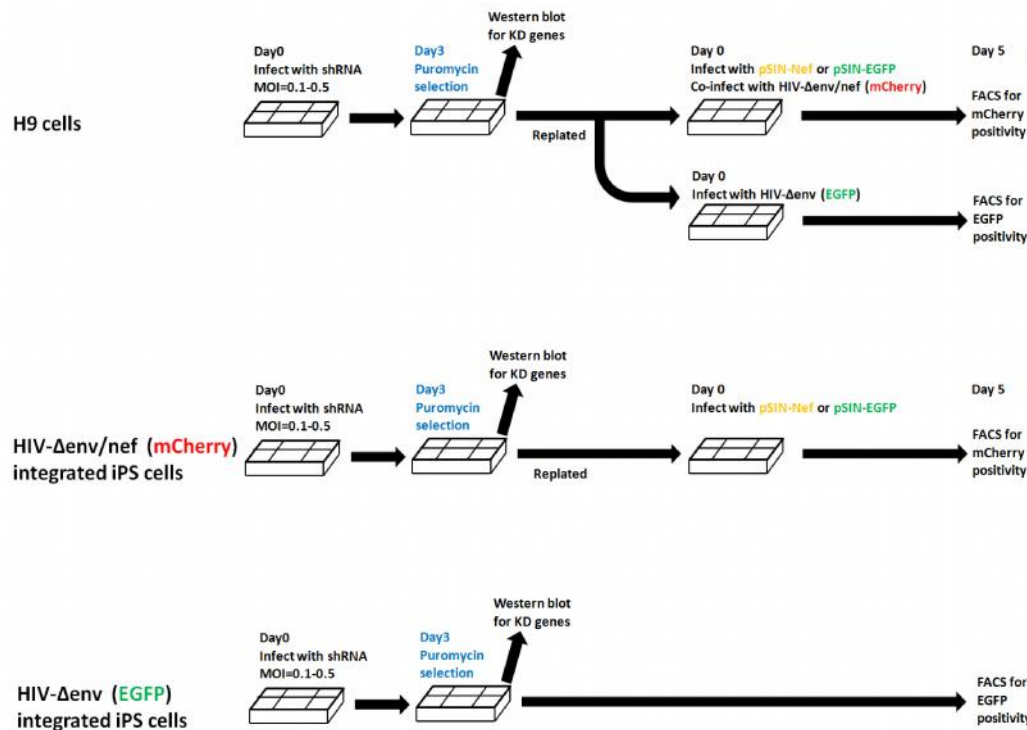 Western blot
for KD genes
Day0
Infect with shRNA
MOI=0.1-0.5
Day3
Puromycin
selection
Day 0
Infect with pSIN-Nef or pSIN-EGFP
Co-infect with HIV-Δenv/nef (mCherry)
Day 5
H9 cells
Replated
FACS for
mCherry
positivity
Day 0
Infect with HIV-Δenv (EGFP)
FACS for
EGFP
positivity
Western blot
for KD genes
Day0
Infect with shRNA
MOI=0.1-0.5
Day3
Puromycin
selection
Day 0
Infect with pSIN-Nef or pSIN-EGFP
Day 5
HIV-Δenv/nef (mCherry)
integrated iPS cells
Replated
FACS for
mCherry
positivity
Western blot
for KD genes
Day0
Infect with shRNA
MOI=0.1-0.5
Day3
Puromycin
selection
HIV-Δenv (EGFP)
integrated iPS cells
FACS for
EGFP
positivity